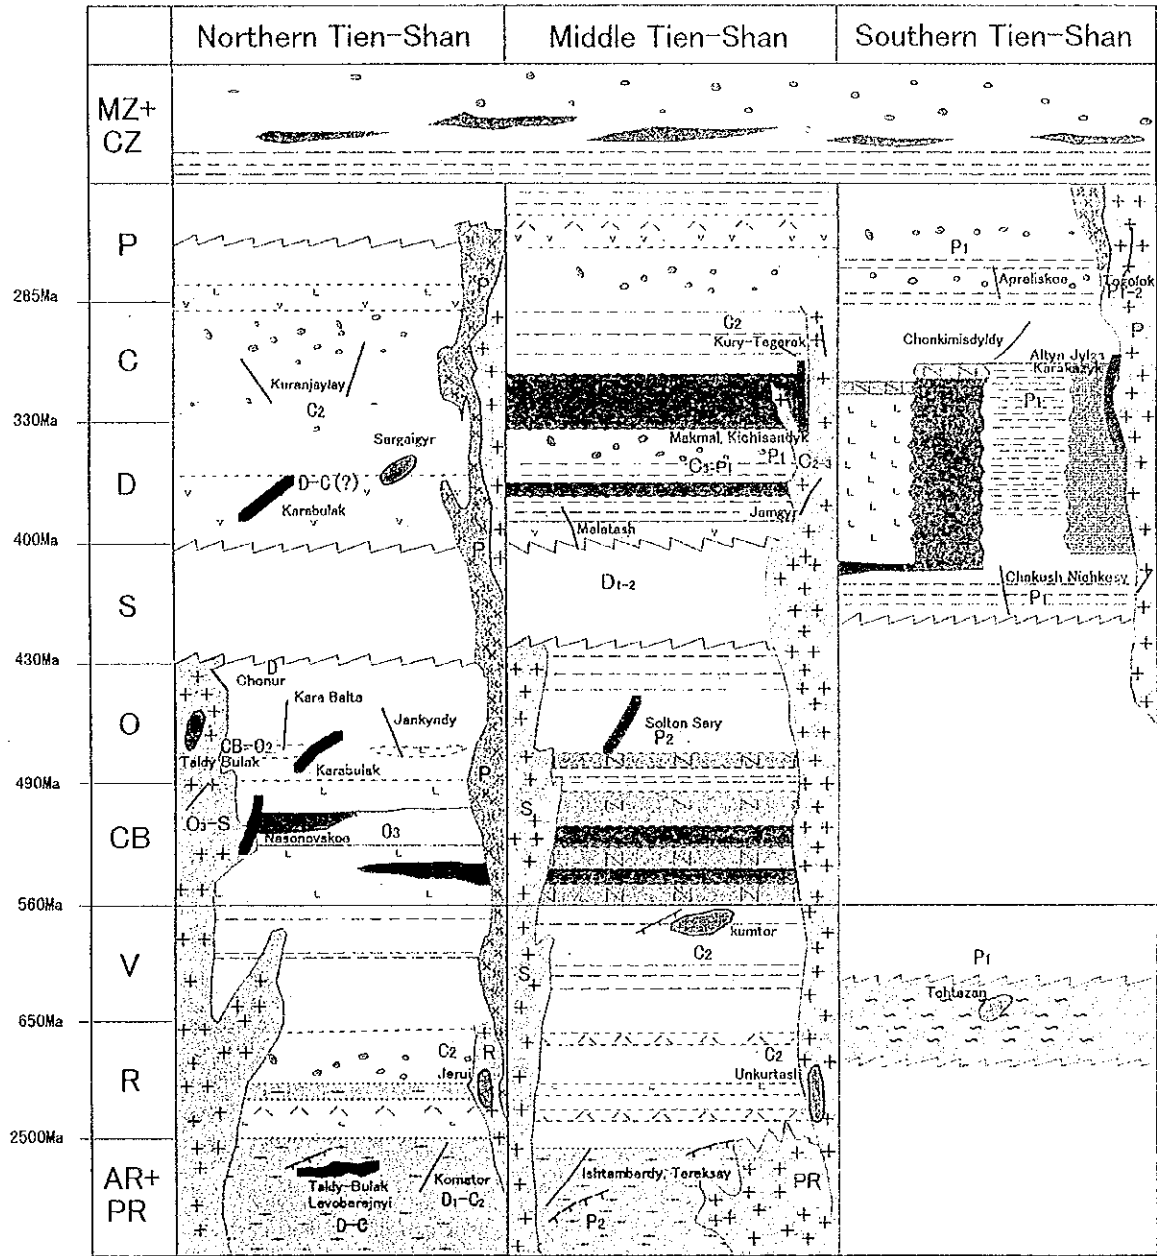 Northern Tien-Shan
Middle Tien-Shan
Southern Tien-Shan
MZ+
CZ
P
285Ma
C
330Ma
D
400Ma
S
430Ma
O
490Ma
CB
560Ma
V
650Ma
R
2500Ma
AR+
PR
P
Kuranjaylay
C2
Sargaigyr
D-C(?)
Karabulak
P
D
Chonur
Kara Balta
Jankyndy
CB-O2
Taldy Bulak
Karabulak
P
O3-S
Nasonovskoe
O3
C2
R
Jerui
Taldy-Bulak
Levoberejnyi
D-C
Komator
D1-C2
C2
Kury-Tegerek
Makmal, Kichisandyk
P1
C3-P1
C2-3
Jamgyr
Malatash
D1-2
Solton Sary
P2
S
kumtor
C2
S
C2
Unkurtash
Ishtambardy, Tereksay
P2
PR
P1
Apreliskoe
Togolok
P1-2
P
Chonkimisdyldy
Altyn Jylga
Karakazyk
P1
Chakush Nichkesy
P1
P1
Tohtazan